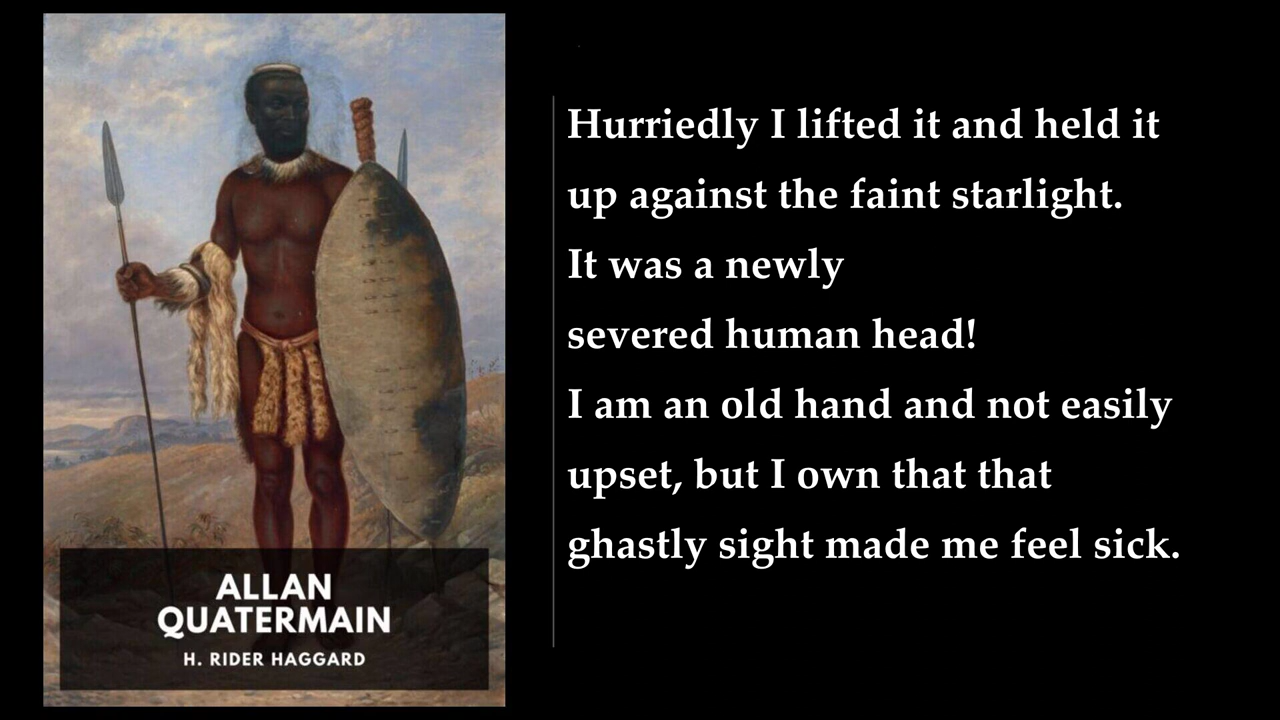 Hurriedly I lifted it and held it
up against the faint starlight.
It was a newly
severed human head!
I am an old hand and not easily
upset, but I own that that
ghastly sight made me feel sick.
ALLAN
QUATERMAIN
H. RIDER HAGGARD